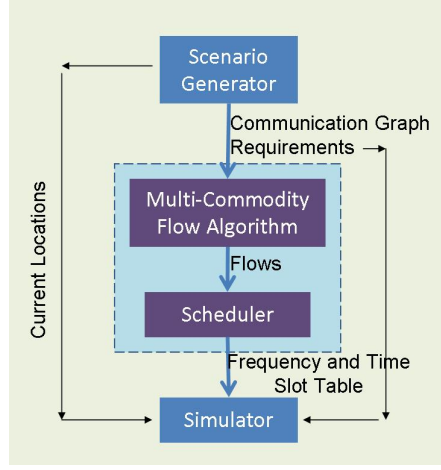 Scenario
Generator
Communication Graph
Requirements
Multi-Commodity
Flow Algorithm
Flows
Scheduler
Frequency and Time
Slot Table
Simulator
Current Locations